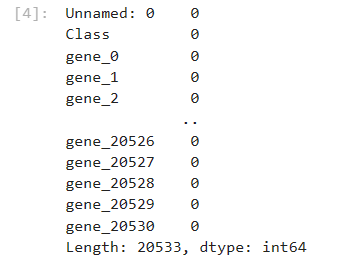 [4]: Unnamed: 0 0
Class 0
gene_0 0
gene_1 0
gene_2 0
..
gene_20526 0
gene_20527 0
gene_20528 0
gene_20529 0
gene_20530 0
Length: 20533, dtype: int64